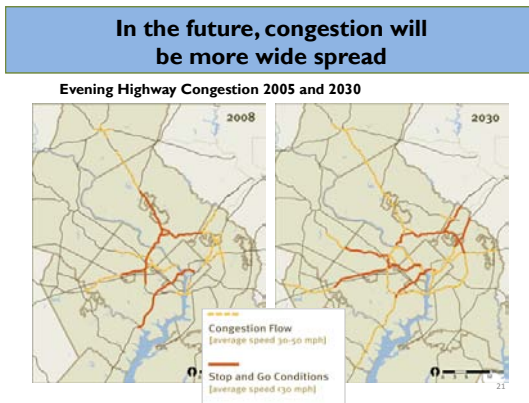 In the future, congestion will
be more wide spread
Evening Highway Congestion 2005 and 2030
2008
2030
Congestion Flow
[average speed 30-50 mph]
Stop and Go Conditions
[average speed <30 mph]
21